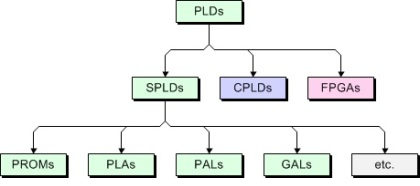 PLDs
SPLDs CPLDs FPGAs
PROMs PLAs PALs GALs etc.